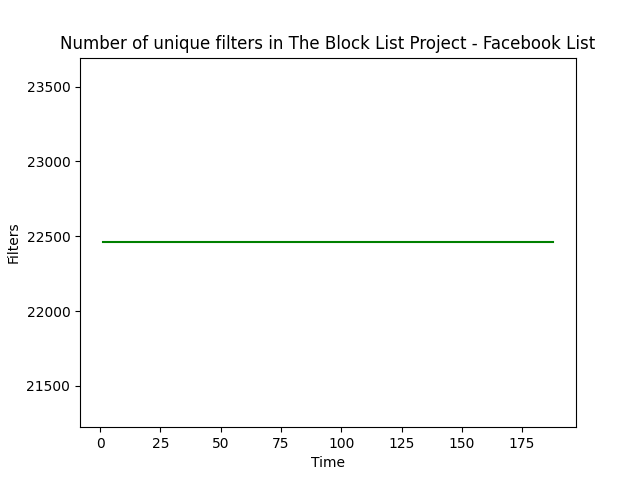 Number of unique filters in The Block List Project - Facebook List
23500
23000
22500
22000
21500
Filters
0 25 50 75 100 125 150 175
Time